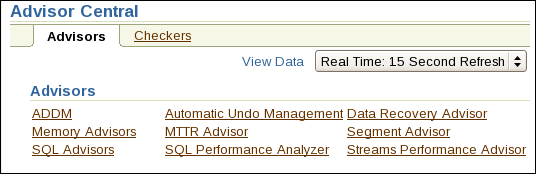 Advisor Central
Advisors Checkers
View Data Real Time: 15 Second Refresh
Advisors
ADDM Automatic Undo Management Data Recovery Advisor
Memory Advisors MTTR Advisor Segment Advisor
SQL Advisors SQL Performance Analyzer Streams Performance Advisor